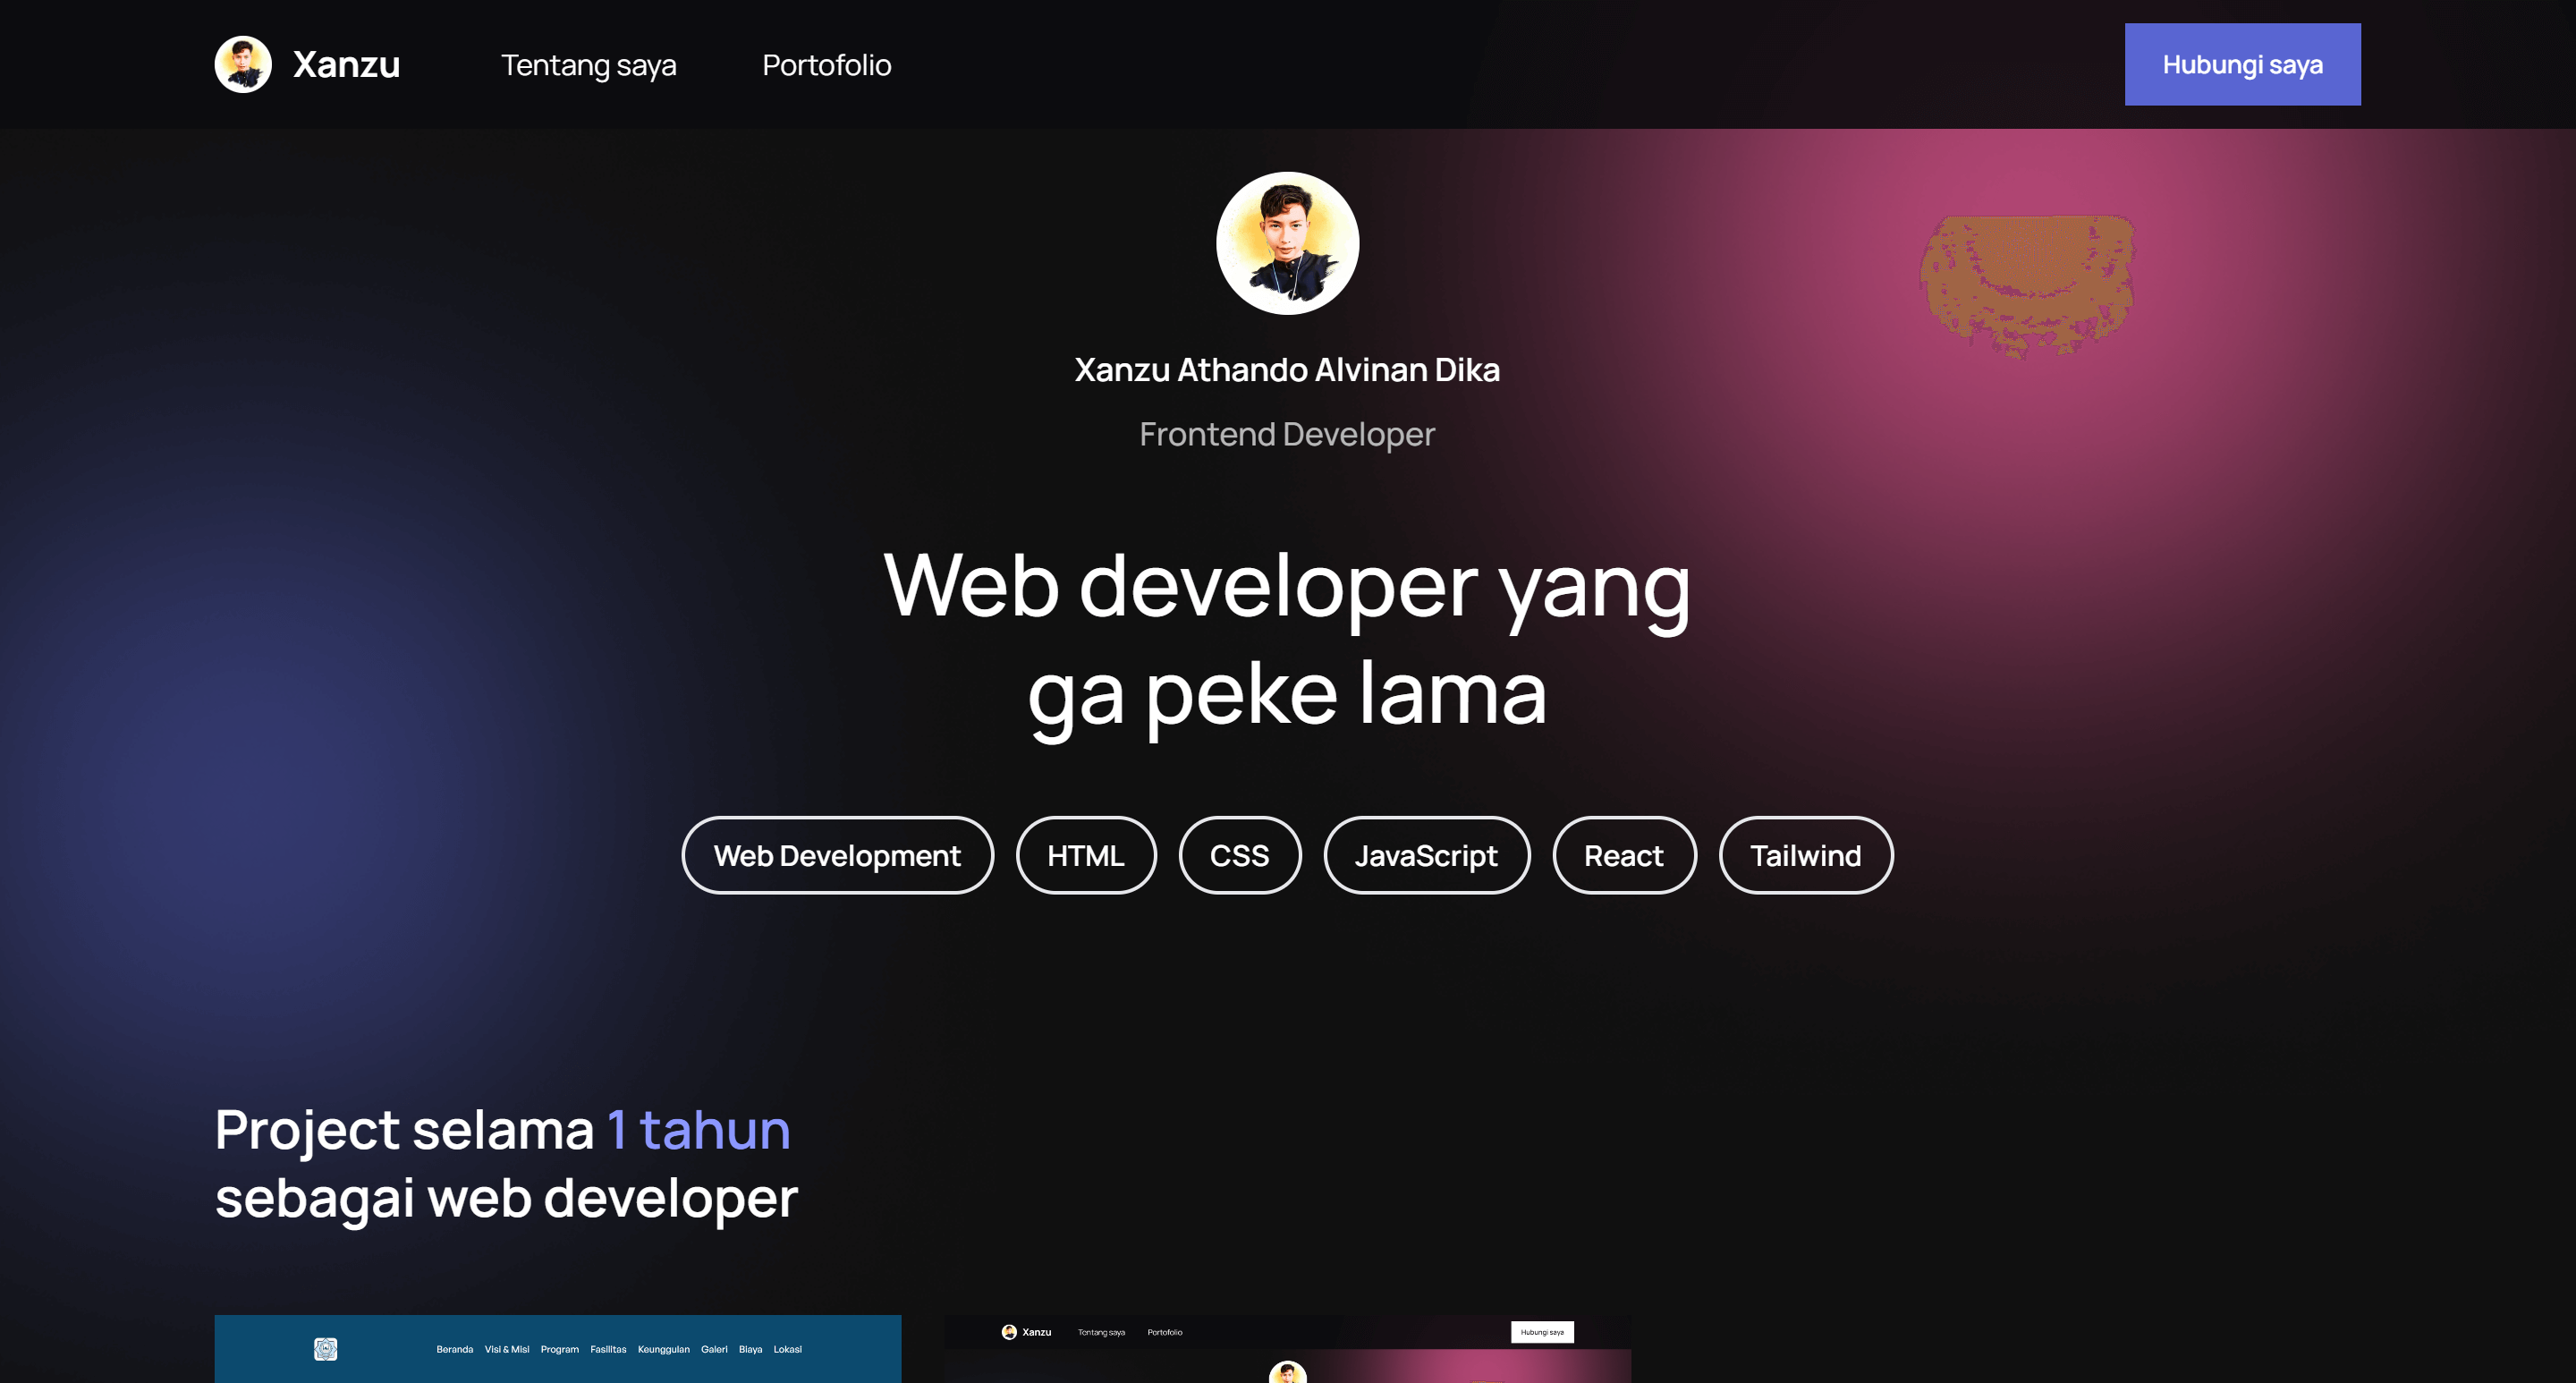 Xanzu
Tentang saya
Portofolio
Hubungi saya
Xanzu Athando Alvinan Dika
Frontend Developer
Web developer yang
ga peke lama
Web Development
HTML
CSS
JavaScript
React
Tailwind
Project selama 1 tahun
sebagai web developer
Beranda Visi & Misi Program Fasilitas Keunggulan Galeri Biaya Lokasi
Xanzu Tentang saya Portofolio Hubungi saya